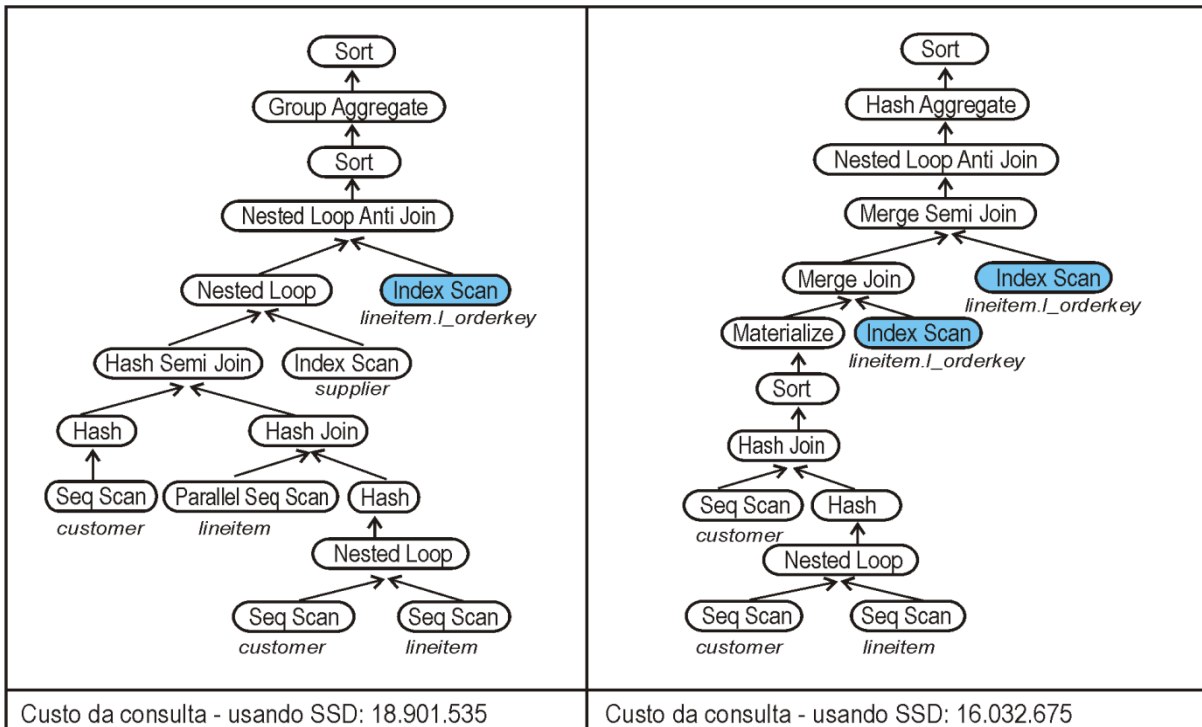 Sort
Group Aggregate
Sort
Nested Loop Anti Join
Nested Loop
Index Scan
lineitem.l_orderkey
Hash Semi Join
Index Scan
supplier
Hash
Hash Join
Seq Scan
customer
Parallel Seq Scan
lineitem
Hash
Nested Loop
Seq Scan
customer
Seq Scan
lineitem
Custo da consulta - usando SSD: 18.901.535
Sort
Hash Aggregate
Nested Loop Anti Join
Merge Semi Join
Merge Join
Index Scan
lineitem.l_orderkey
Materialize
Index Scan
lineitem.l_orderkey
Sort
Hash Join
Seq Scan
customer
Hash
Nested Loop
Seq Scan
customer
Seq Scan
lineitem
Custo da consulta - usando SSD: 16.032.675